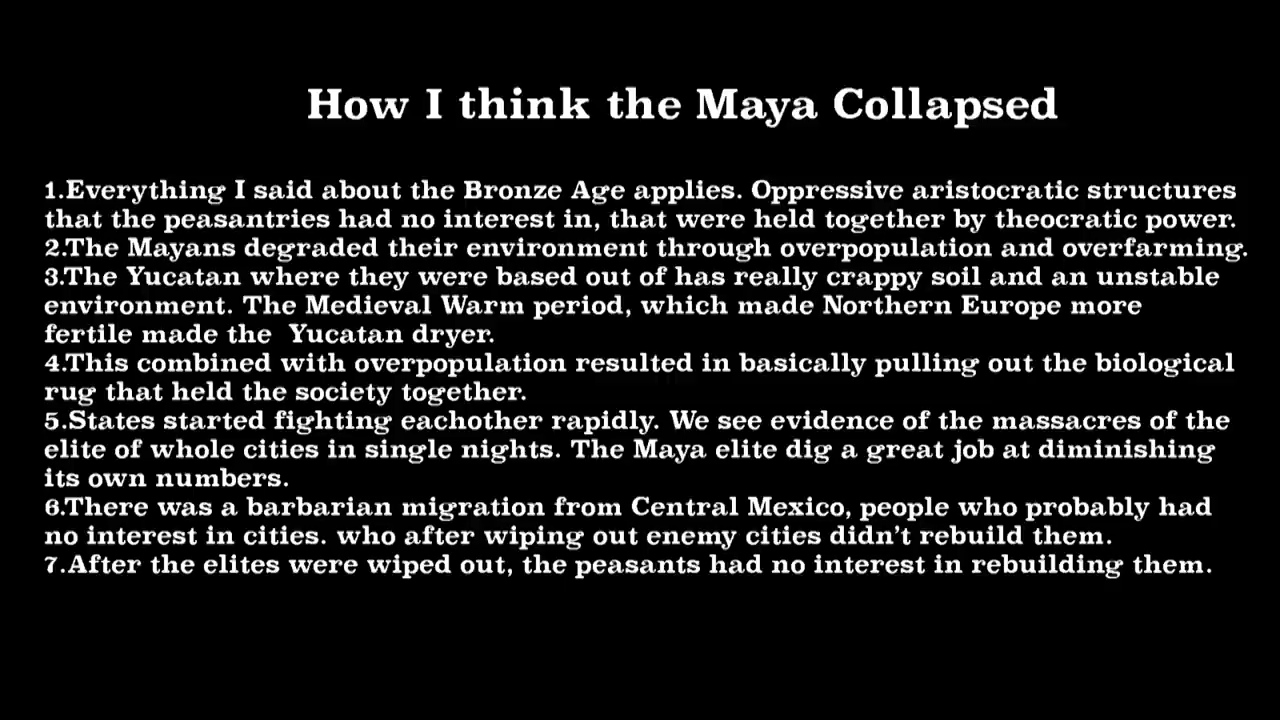 How I think the Maya Collapsed
1.Everything I said about the Bronze Age applies. Oppressive aristocratic structures
that the peasantries had no interest in, that were held together by theocratic power.
2.The Mayans degraded their environment through overpopulation and overfarming.
3.The Yucatan where they were based out of has really crappy soil and an unstable
environment. The Medieval Warm period, which made Northern Europe more
fertile made the  Yucatan dryer.
4.This combined with overpopulation resulted in basically pulling out the biological
rug that held the society together.
5.States started fighting eachother rapidly. We see evidence of the massacres of the
elite of whole cities in single nights. The Maya elite dig a great job at diminishing
its own numbers.
6.There was a barbarian migration from Central Mexico, people who probably had
no interest in cities. who after wiping out enemy cities didn't rebuild them.
7.After the elites were wiped out, the peasants had no interest in rebuilding them.